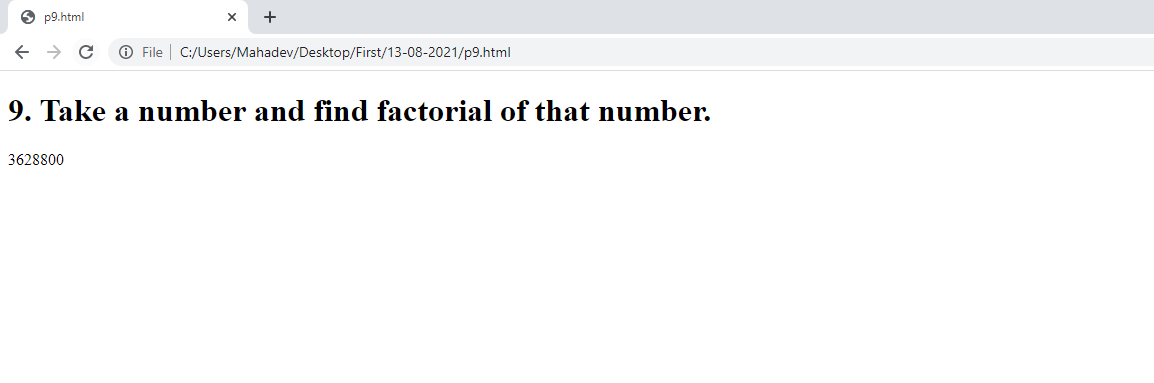 p9.html
File C:/Users/Mahadev/Desktop/First/13-08-2021/p9.html
9. Take a number and find factorial of that number.
3628800